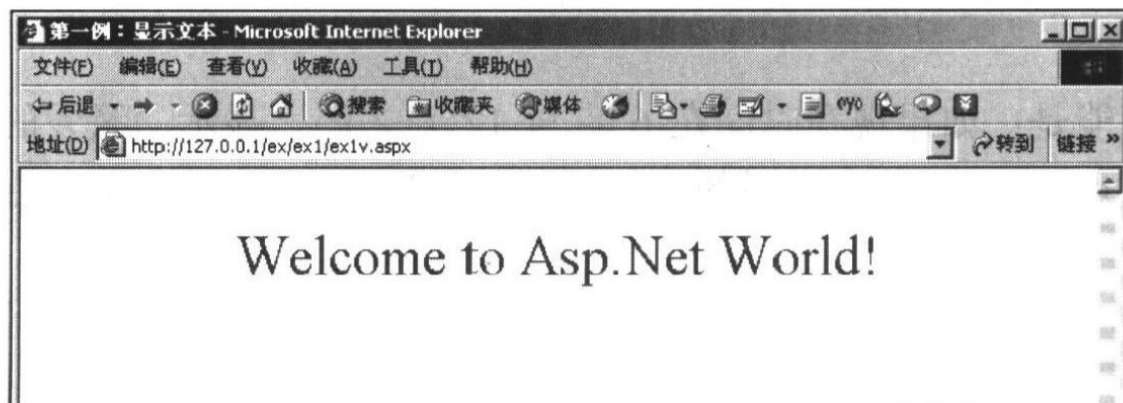 第一例：显示文本 - Microsoft Internet Explorer
文件(F) 编辑(E) 查看(V) 收藏(A) 工具(T) 帮助(H)
后退 搜索 收藏夹 媒体
地址(D) http://127.0.0.1/ex/ex1/ex1v.aspx 转到 链接 »
Welcome to Asp.Net World!